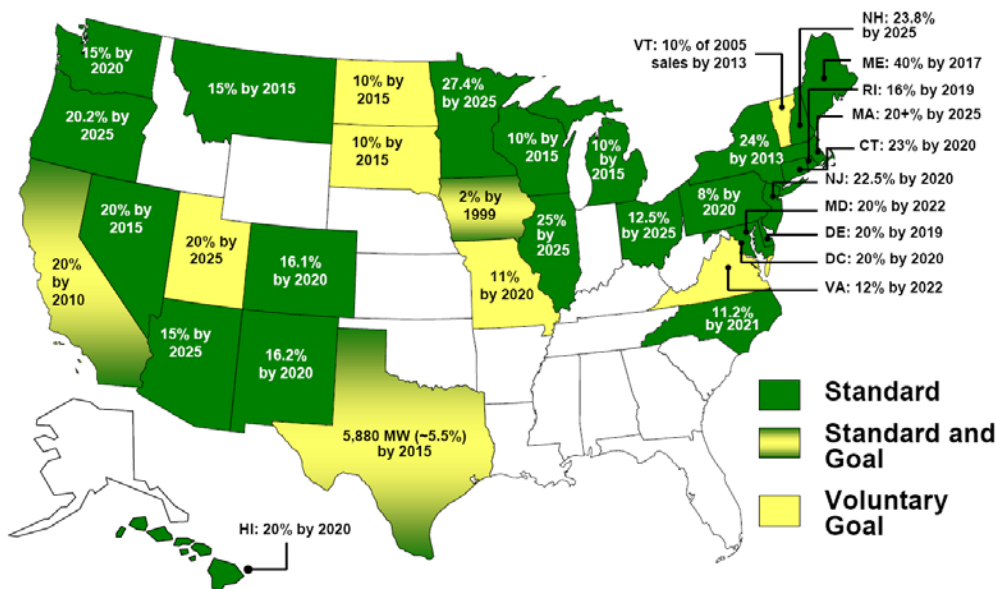 NH: 23.8%
by 2025
VT: 10% of 2005
sales by 2013
ME: 40% by 2017
RI: 16% by 2019
MA: 20+% by 2025
CT: 23% by 2020
NJ: 22.5% by 2020
MD: 20% by 2022
DE: 20% by 2019
DC: 20% by 2020
VA: 12% by 2022
15% by
2020
20.2% by
2025
15% by 2015
10% by
2015
10% by
2015
27.4%
by 2025
10% by
2015
10%
by
2015
24%
by 2013
8% by
2020
2% by
1999
25%
by
2025
12.5%
by 2025
20%
by
2010
20% by
2015
20% by
2025
16.1%
by 2020
11%
by 2020
11.2%
by 2021
15% by
2025
16.2%
by 2020
5,880 MW (~5.5%)
by 2015
HI: 20% by 2020
Standard
Standard and
Goal
Voluntary
Goal